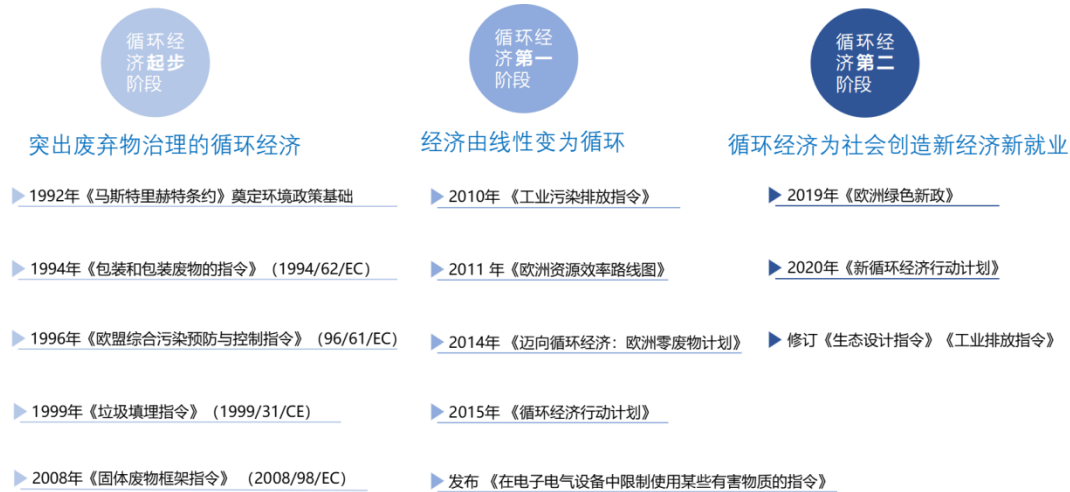 循环经
济起步
阶段
突出废弃物治理的循环经济
1992年《马斯特里赫特条约》奠定环境政策基础
1994年《包装和包装废物的指令》（1994/62/EC）
1996年《欧盟综合污染预防与控制指令》（96/61/EC）
1999年《垃圾填埋指令》（1999/31/CE）
2008年《固体废物框架指令》 （2008/98/EC）
循环经
济第一
阶段
经济由线性变为循环
2010年 《工业污染排放指令》
2011 年《欧洲资源效率路线图》
2014年 《迈向循环经济：欧洲零废物计划》
2015年 《循环经济行动计划》
发布 《在电子电气设备中限制使用某些有害物质的指令》
循环经
济第二
阶段
循环经济为社会创造新经济新就业
2019年《欧洲绿色新政》
2020年《新循环经济行动计划》
修订《生态设计指令》《工业排放指令》